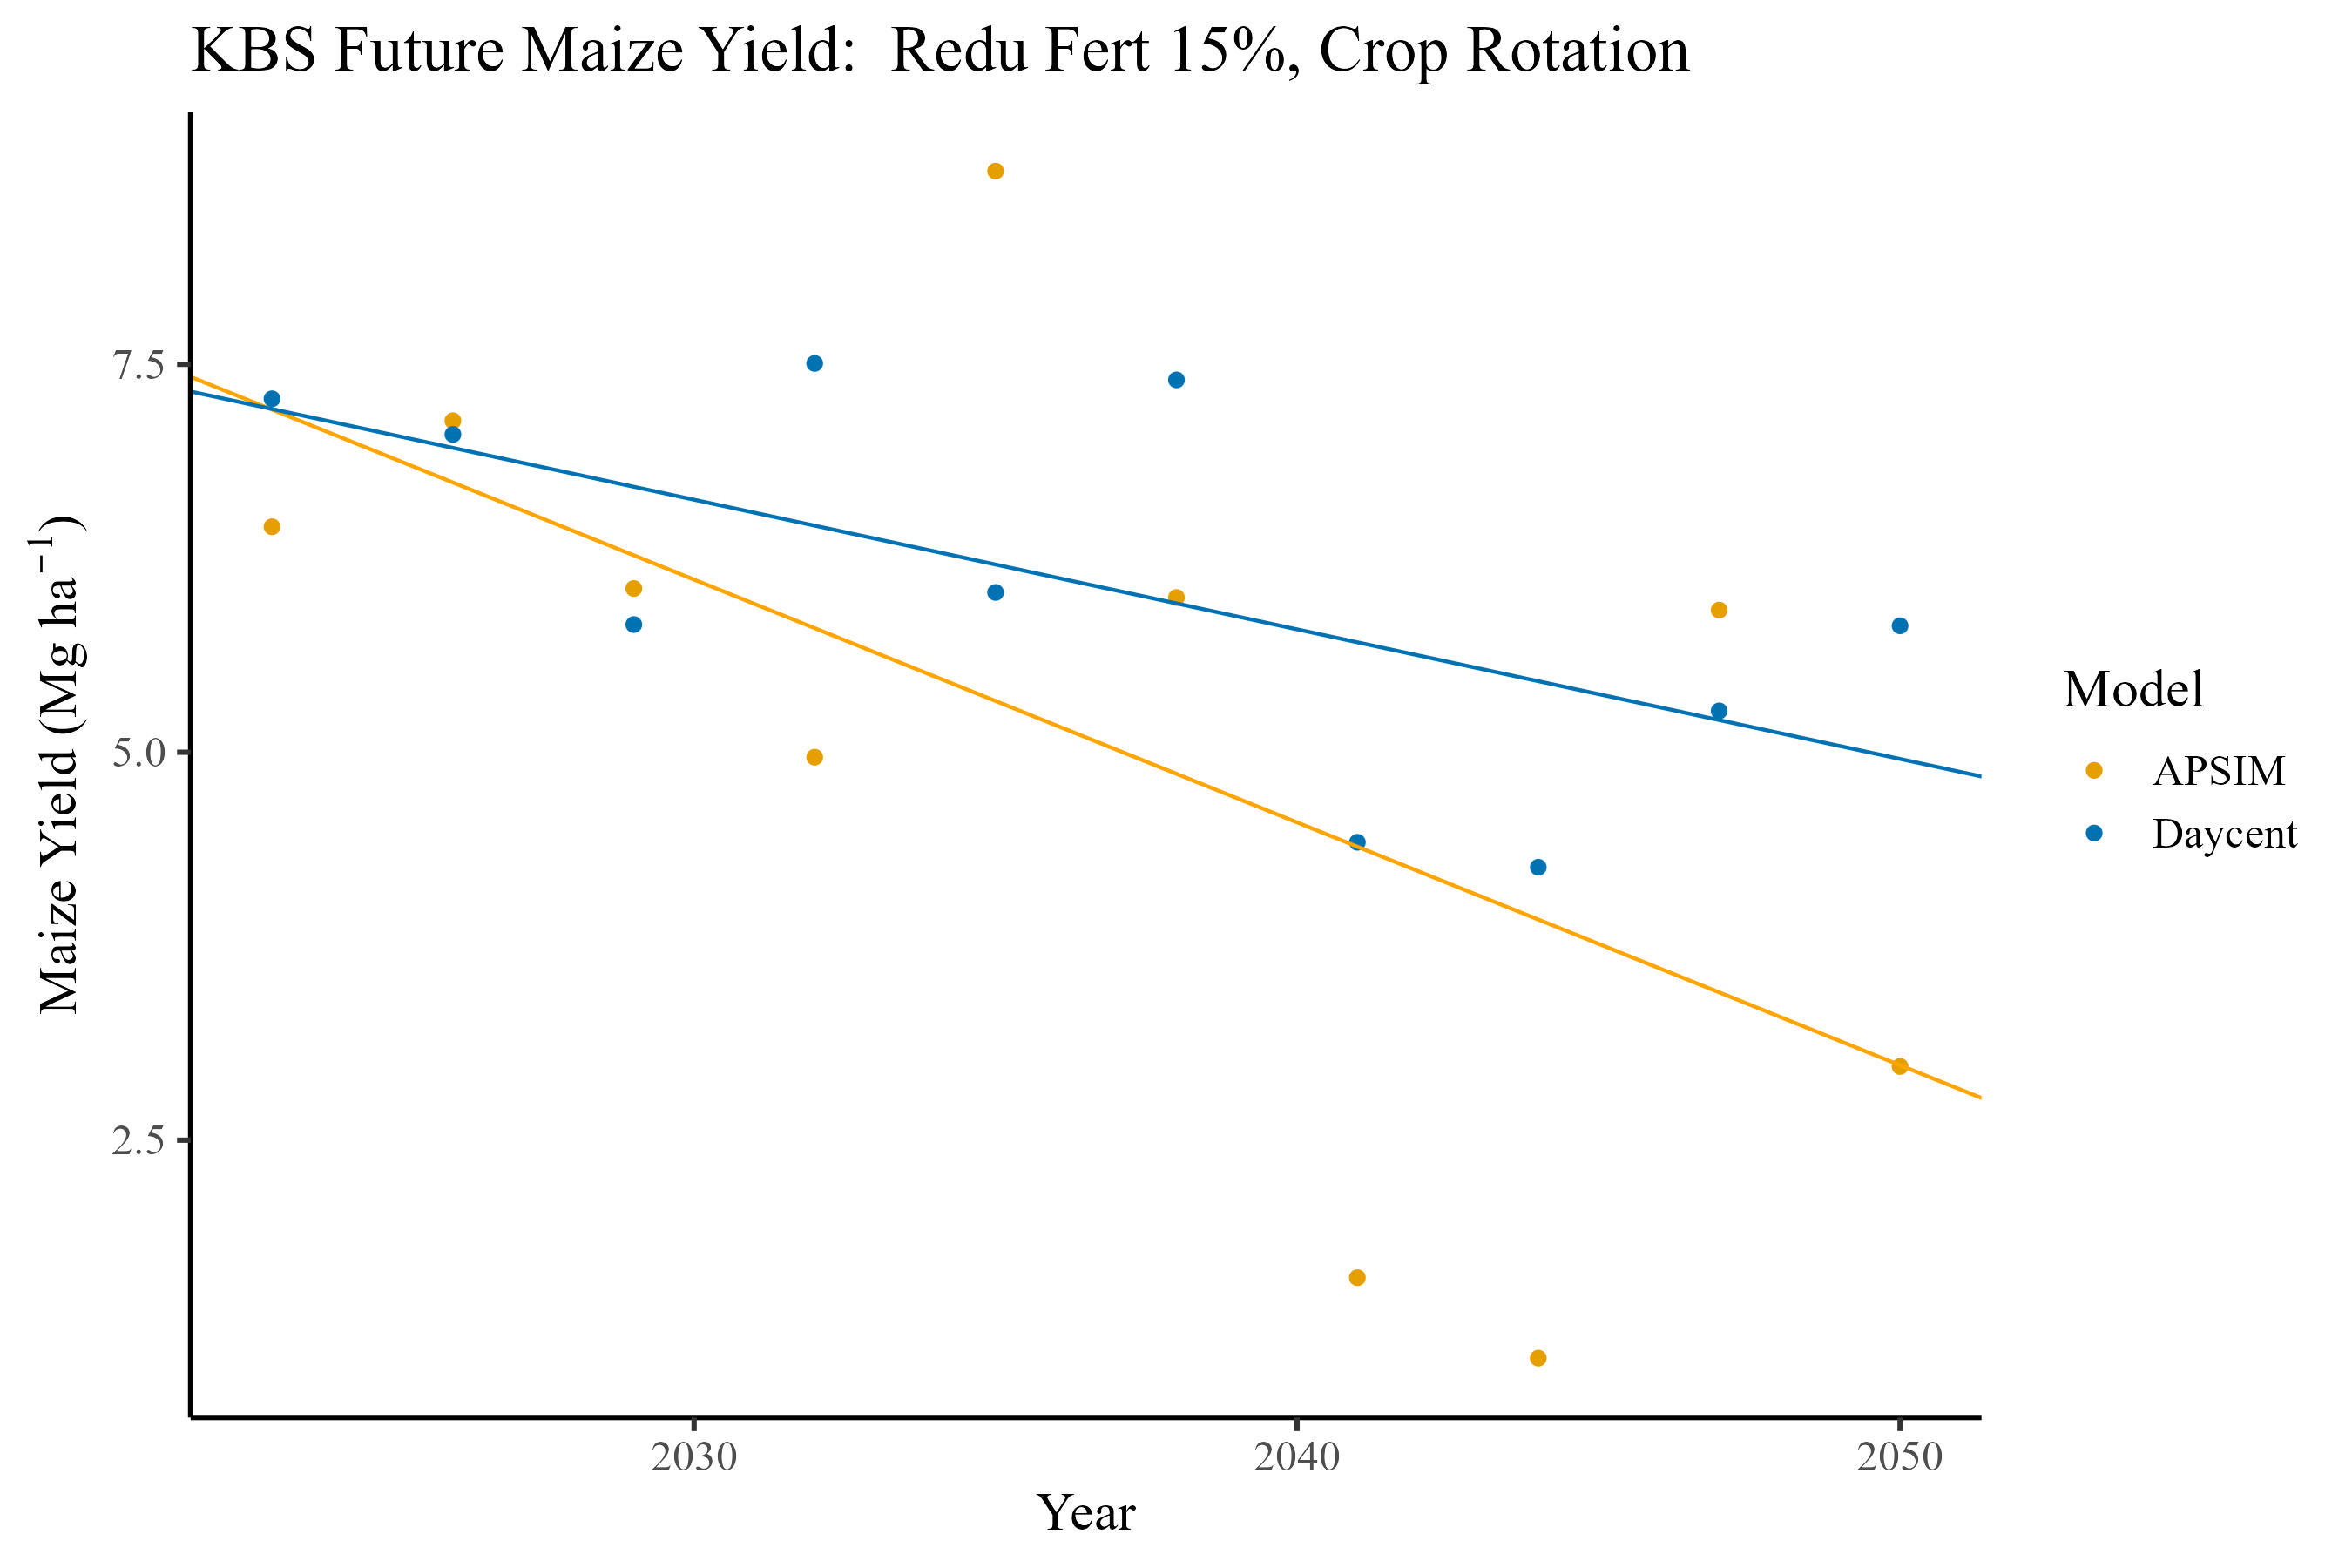 KBS Future Maize Yield:  Redu Fert 15%, Crop Rotation
Maize Yield (Mg ha⁻¹)
7.5
5.0
2.5
2030
2040
2050
Year
Model
APSIM
Daycent